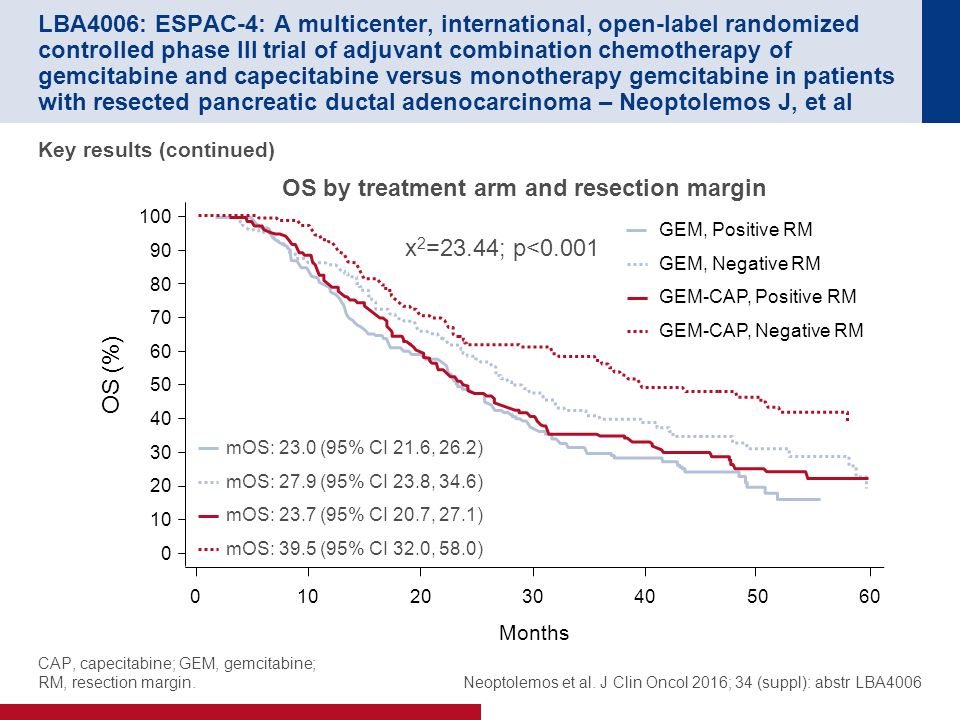 LBA4006: ESPAC-4: A multicenter, international, open-label randomized
controlled phase III trial of adjuvant combination chemotherapy of
gemcitabine and capecitabine versus monotherapy gemcitabine in patients
with resected pancreatic ductal adenocarcinoma – Neoptolemos J, et al
Key results (continued)
OS by treatment arm and resection margin
x²=23.44; p<0.001
GEM, Positive RM
GEM, Negative RM
GEM-CAP, Positive RM
GEM-CAP, Negative RM
OS (%)
100
90
80
70
60
50
40
30
20
10
0
mOS: 23.0 (95% CI 21.6, 26.2)
mOS: 27.9 (95% CI 23.8, 34.6)
mOS: 23.7 (95% CI 20.7, 27.1)
mOS: 39.5 (95% CI 32.0, 58.0)
0 10 20 30 40 50 60
Months
CAP, capecitabine; GEM, gemcitabine;
RM, resection margin.
Neoptolemos et al. J Clin Oncol 2016; 34 (suppl): abstr LBA4006